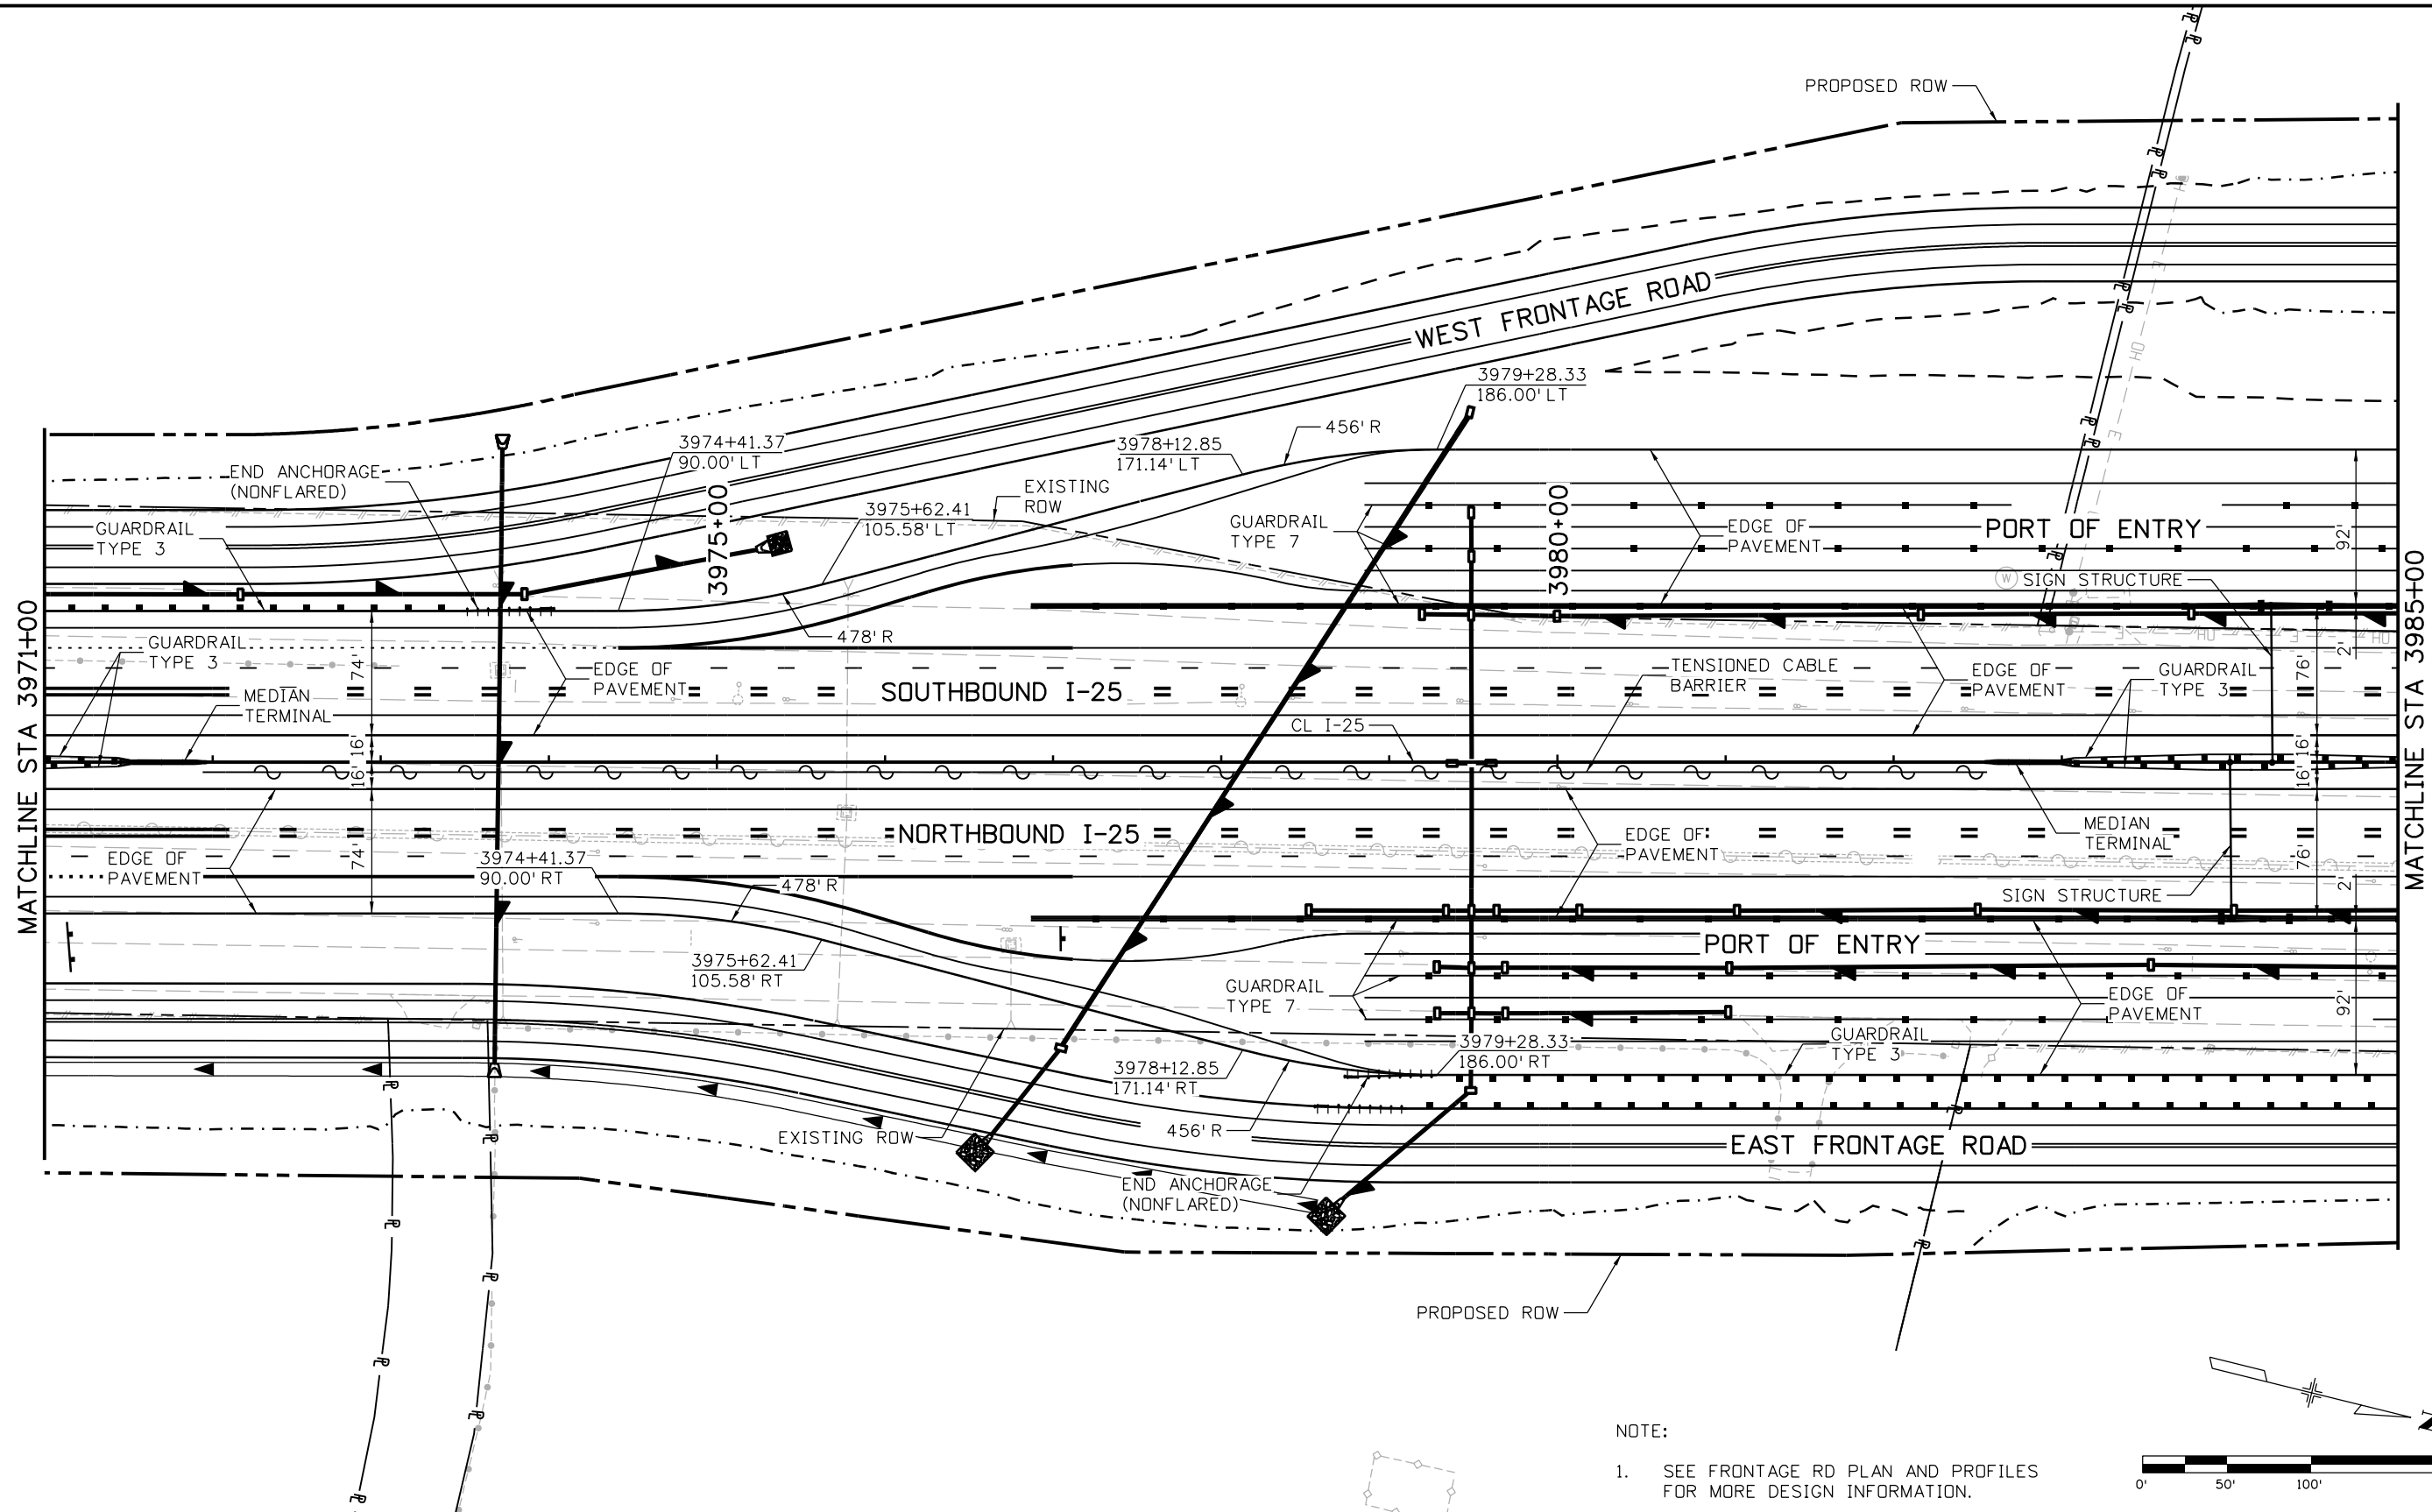 PROPOSED ROW
WEST FRONTAGE ROAD
3979+28.33
186.00' LT
456' R
3974+41.37
90.00' LT
3978+12.85
171.14' LT
END ANCHORAGE
(NONFLARED)
EXISTING
ROW
3975+00
3975+62.41
105.58' LT
3980+00
GUARDRAIL
TYPE 3
GUARDRAIL
TYPE 7
EDGE OF
PAVEMENT
PORT OF ENTRY
92'
W
SIGN STRUCTURE
MATCHLINE STA 3971+00
MATCHLINE STA 3985+00
478' R
GUARDRAIL
TYPE 3
74'
EDGE OF
PAVEMENT
TENSIONED CABLE
BARRIER
EDGE OF
PAVEMENT
GUARDRAIL
TYPE 3
76'
2'
MEDIAN
TERMINAL
SOUTHBOUND I-25
CL I-25
16'
16'
16'
16'
NORTHBOUND I-25
EDGE OF
PAVEMENT
MEDIAN
TERMINAL
EDGE OF
PAVEMENT
74'
3974+41.37
90.00' RT
478' R
76'
2'
SIGN STRUCTURE
PORT OF ENTRY
3975+62.41
105.58' RT
GUARDRAIL
TYPE 7
EDGE OF
PAVEMENT
92'
GUARDRAIL
TYPE 3
3979+28.33
186.00' RT
3978+12.85
171.14' RT
EXISTING ROW
456' R
EAST FRONTAGE ROAD
END ANCHORAGE
(NONFLARED)
PROPOSED ROW
NOTE:
1. SEE FRONTAGE RD PLAN AND PROFILES
FOR MORE DESIGN INFORMATION.
0' 50' 100'